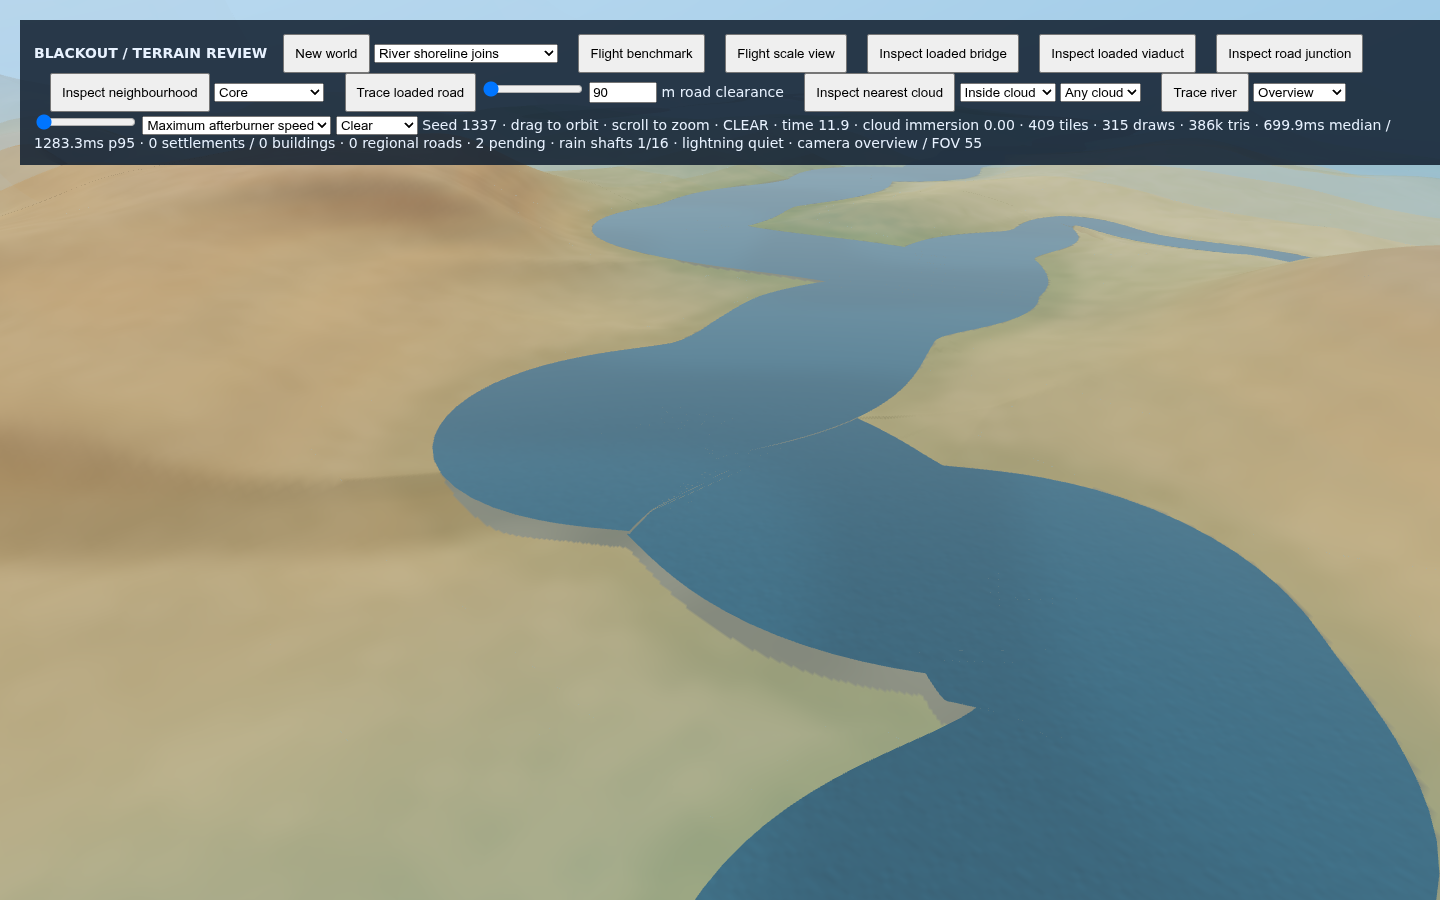 BLACKOUT / TERRAIN REVIEW New world River shoreline joins Flight benchmark Flight scale view Inspect loaded bridge Inspect loaded viaduct Inspect road junction
Inspect neighbourhood Core Trace loaded road 90 m road clearance Inspect nearest cloud Inside cloud Any cloud Trace river Overview
Maximum afterburner speed Clear Seed 1337 · drag to orbit · scroll to zoom · CLEAR · time 11.9 · cloud immersion 0.00 · 409 tiles · 315 draws · 386k tris · 699.9ms median /
1283.3ms p95 · 0 settlements / 0 buildings · 0 regional roads · 2 pending · rain shafts 1/16 · lightning quiet · camera overview / FOV 55